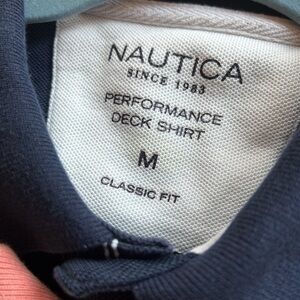 NAUTICA
SINCE 1983
PERFORMANCE
DECK SHIRT
M
CLASSIC FIT